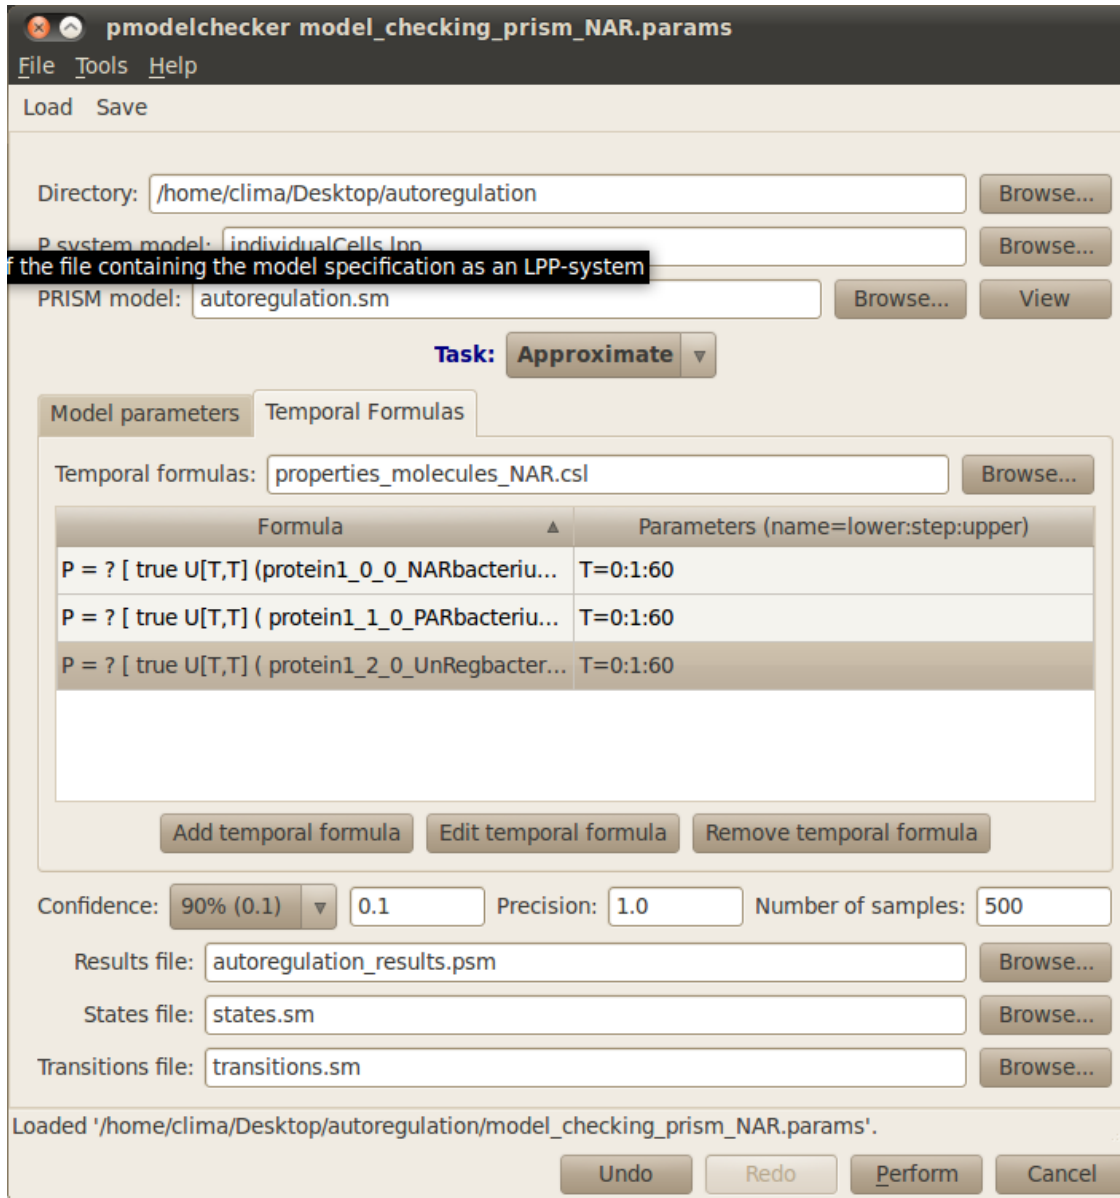 pmodelchecker model_checking_prism_NAR.params
File Tools Help
Load Save
Directory: /home/clima/Desktop/autoregulation Browse...
P system model: individualCells.lpp Browse...
f the file containing the model specification as an LPP-system
PRISM model: autoregulation.sm Browse... View
Task: Approximate
Model parameters Temporal Formulas
Temporal formulas: properties_molecules_NAR.csl Browse...
Formula Parameters (name=lower:step:upper)
P = ? [ true U[T,T] (protein1_0_0_NARbacteriu... T=0:1:60
P = ? [ true U[T,T] ( protein1_1_0_PARbacteriu... T=0:1:60
P = ? [ true U[T,T] ( protein1_2_0_UnRegbacter... T=0:1:60
Add temporal formula Edit temporal formula Remove temporal formula
Confidence: 90% (0.1) 0.1 Precision: 1.0 Number of samples: 500
Results file: autoregulation_results.psm Browse...
States file: states.sm Browse...
Transitions file: transitions.sm Browse...
Loaded '/home/clima/Desktop/autoregulation/model_checking_prism_NAR.params'.
Undo Redo Perform Cancel